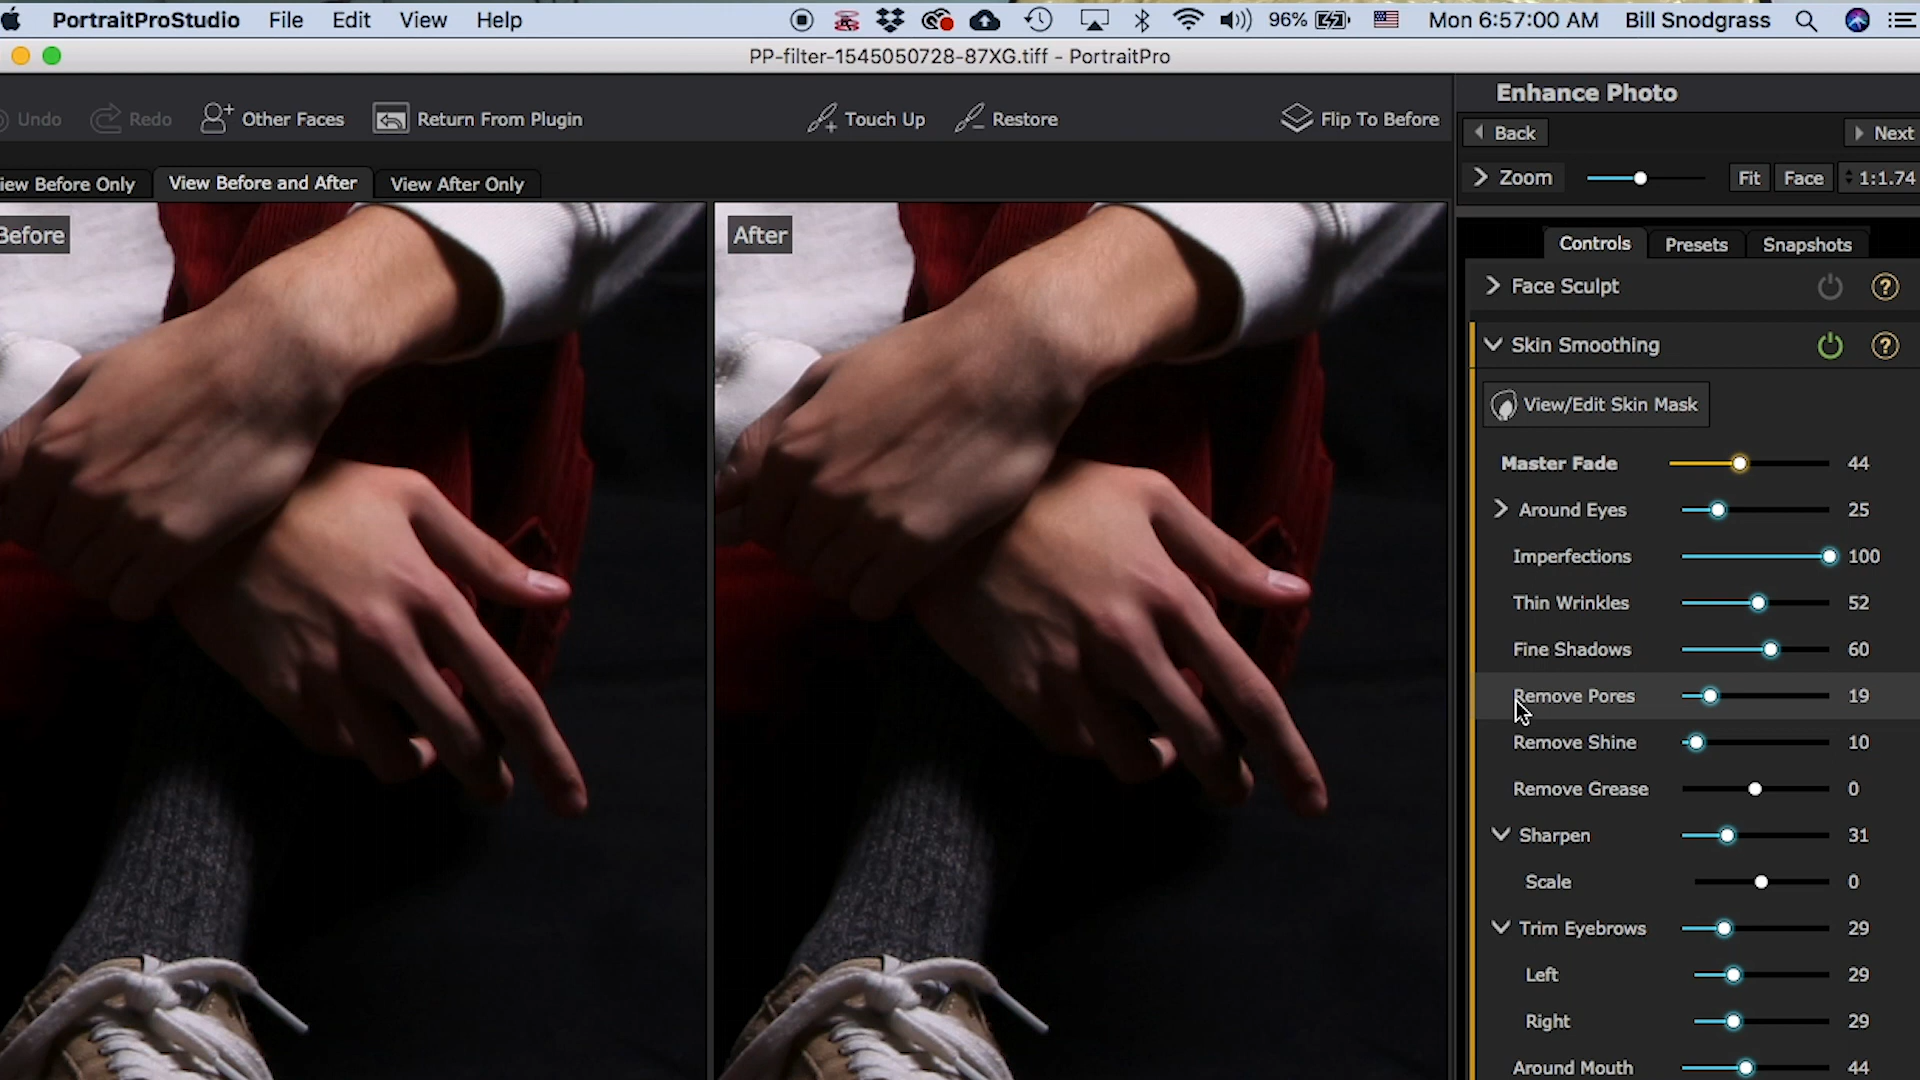 PortraitProStudio File Edit View Help 96% Mon 6:57:00 AM Bill Snodgrass
PP-filter-1545050728-87XG.tiff - PortraitPro
Undo Redo Other Faces Return From Plugin Touch Up Restore Flip To Before
Enhance Photo
Back Next
Zoom Fit Face 1:1.74
iew Before Only View Before and After View After Only
Before
After
Controls Presets Snapshots
Face Sculpt ?
Skin Smoothing ?
View/Edit Skin Mask
Master Fade 44
Around Eyes 25
Imperfections 100
Thin Wrinkles 52
Fine Shadows 60
Remove Pores 19
Remove Shine 10
Remove Grease 0
Sharpen 31
Scale 0
Trim Eyebrows 29
Left 29
Right 29
Around Mouth 44